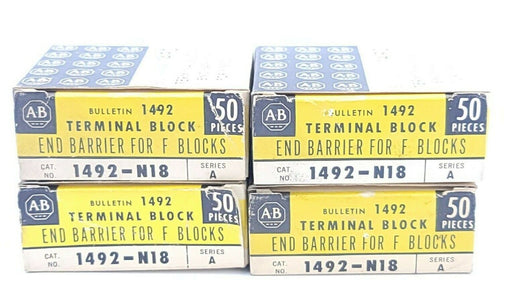 AB BULLETIN 1492 50 PIECES
TERMINAL BLOCK
END BARRIER FOR F BLOCKS
CAT. NO. 1492-N18 SERIES A
AB BULLETIN 1492 50 PIECES
TERMINAL BLOCK
END BARRIER FOR F BLOCKS
CAT. NO. 1492-N18 SERIES A
AB BULLETIN 1492 50 PIECES
TERMINAL BLOCK
END BARRIER FOR F BLOCKS
CAT. NO. 1492-N18 SERIES A
AB BULLETIN 1492 50 PIECES
TERMINAL BLOCK
END BARRIER FOR F BLOCKS
CAT. NO. 1492-N18 SERIES A